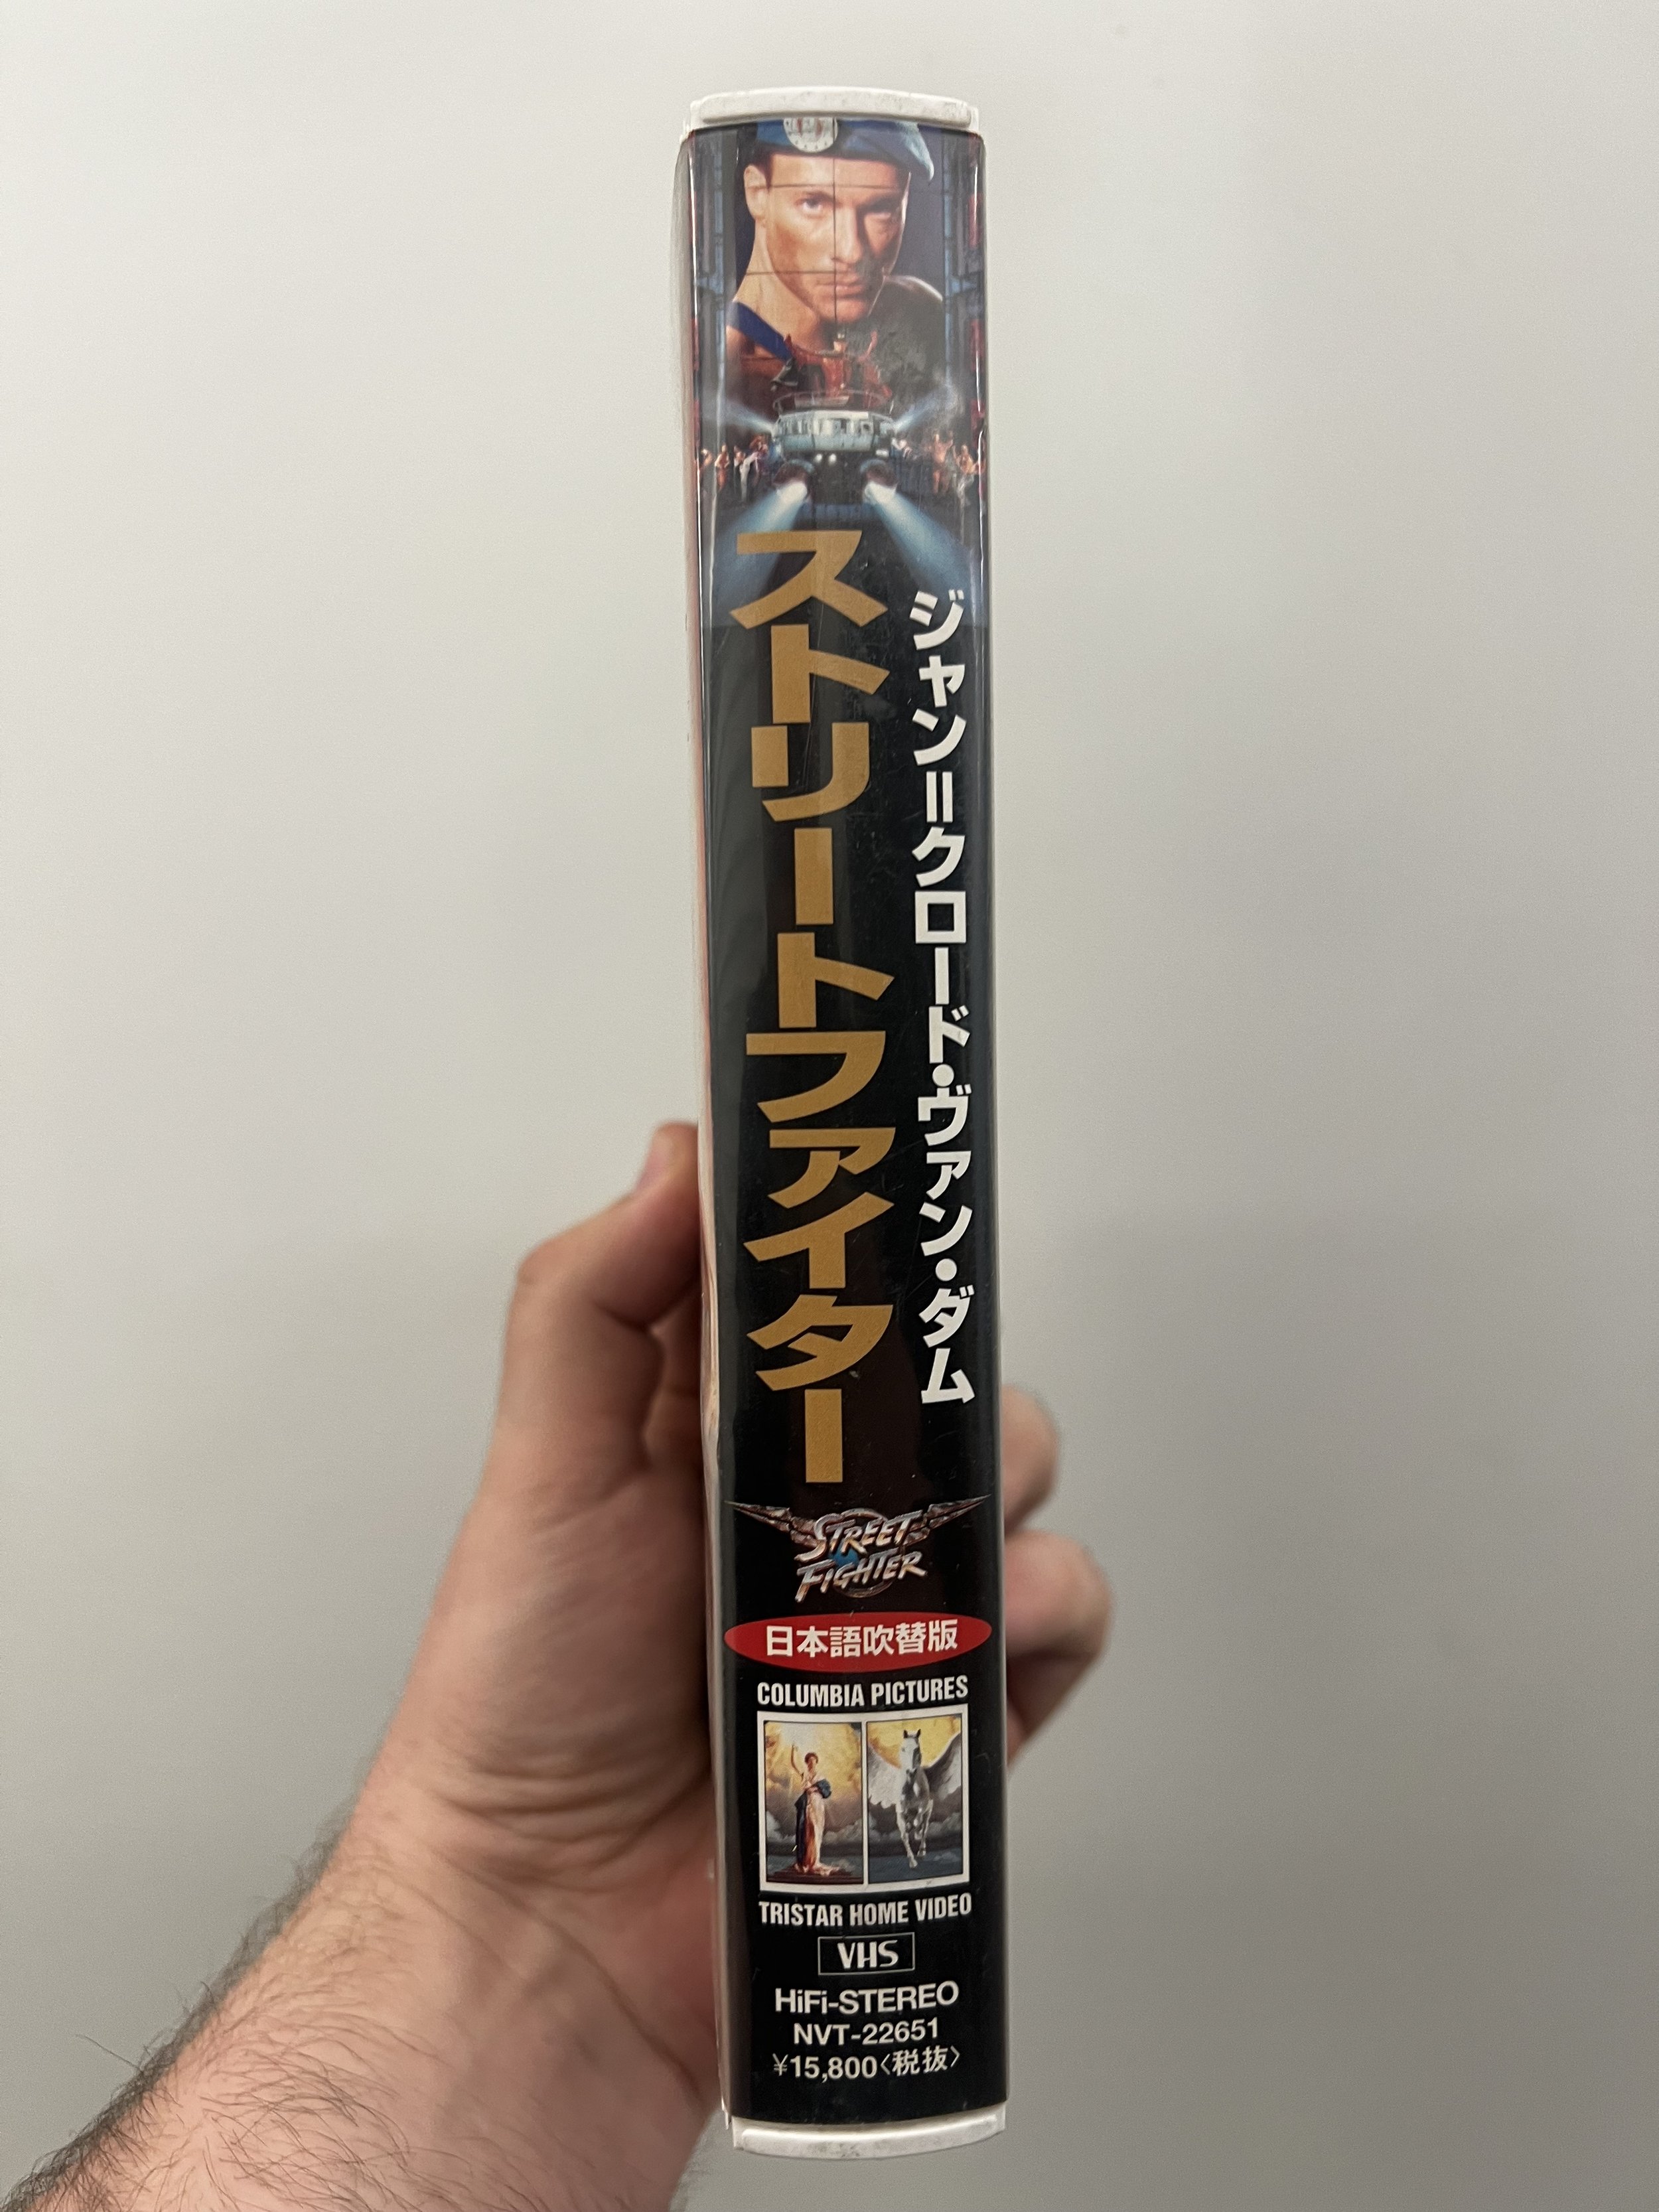 ジャン=クロード・ヴァン・ダム
ストリートファイター
STREET
FIGHTER
日本語吹替版
COLUMBIA PICTURES
TRISTAR HOME VIDEO
VHS
HiFi-STEREO
NVT-22651
¥15,800〈税抜〉